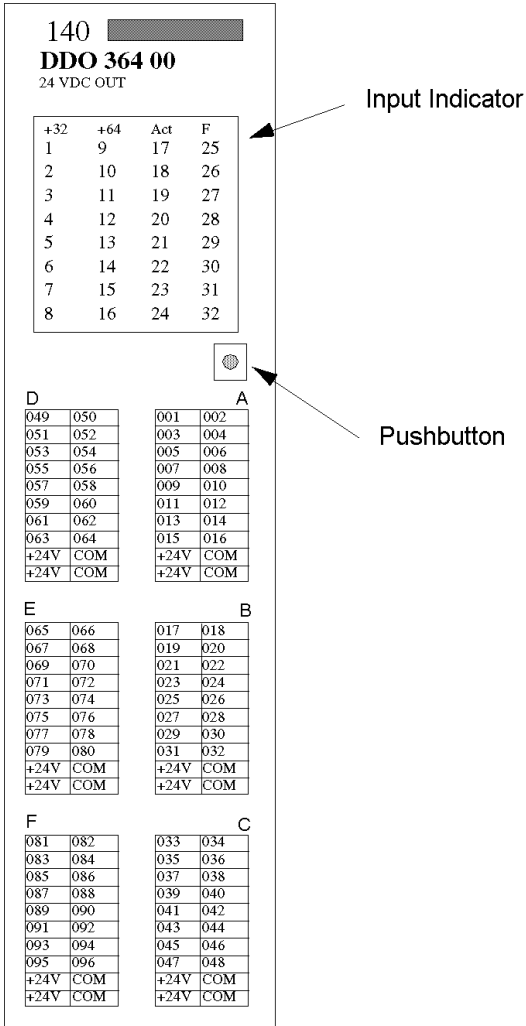 140
DDO 364 00
24 VDC OUT
Input Indicator
+32 +64 Act F
1 9 17 25
2 10 18 26
3 11 19 27
4 12 20 28
5 13 21 29
6 14 22 30
7 15 23 31
8 16 24 32
Pushbutton
D A
049 050 001 002
051 052 003 004
053 054 005 006
055 056 007 008
057 058 009 010
059 060 011 012
061 062 013 014
063 064 015 016
+24V COM +24V COM
+24V COM +24V COM
E B
065 066 017 018
067 068 019 020
069 070 021 022
071 072 023 024
073 074 025 026
075 076 027 028
077 078 029 030
079 080 031 032
+24V COM +24V COM
+24V COM +24V COM
F C
081 082 033 034
083 084 035 036
085 086 037 038
087 088 039 040
089 090 041 042
091 092 043 044
093 094 045 046
095 096 047 048
+24V COM +24V COM
+24V COM +24V COM